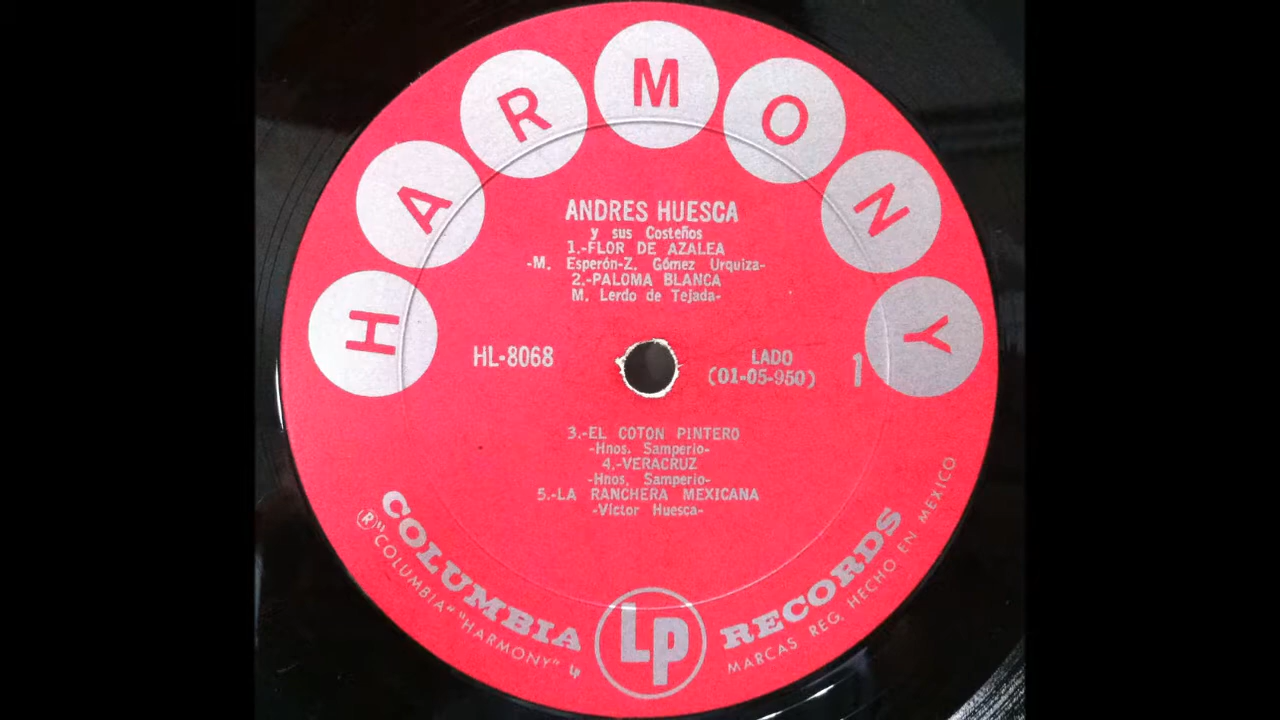 HARMONY
ANDRES HUESCA
y sus Costeños
1.-FLOR DE AZALEA
-M. Esperón-Z. Gómez Urquiza-
2.-PALOMA BLANCA
M. Lerdo de Tejada-
HL-8068
LADO 1
(01-05-950)
3.-EL COTON PINTERO
-Hnos. Samperio-
4.-VERACRUZ
-Hnos. Samperio-
5.-LA RANCHERA MEXICANA
-Victor Huesca-
COLUMBIA LP RECORDS
® "COLUMBIA" "HARMONY" LP MARCAS REG. HECHO EN MEXICO